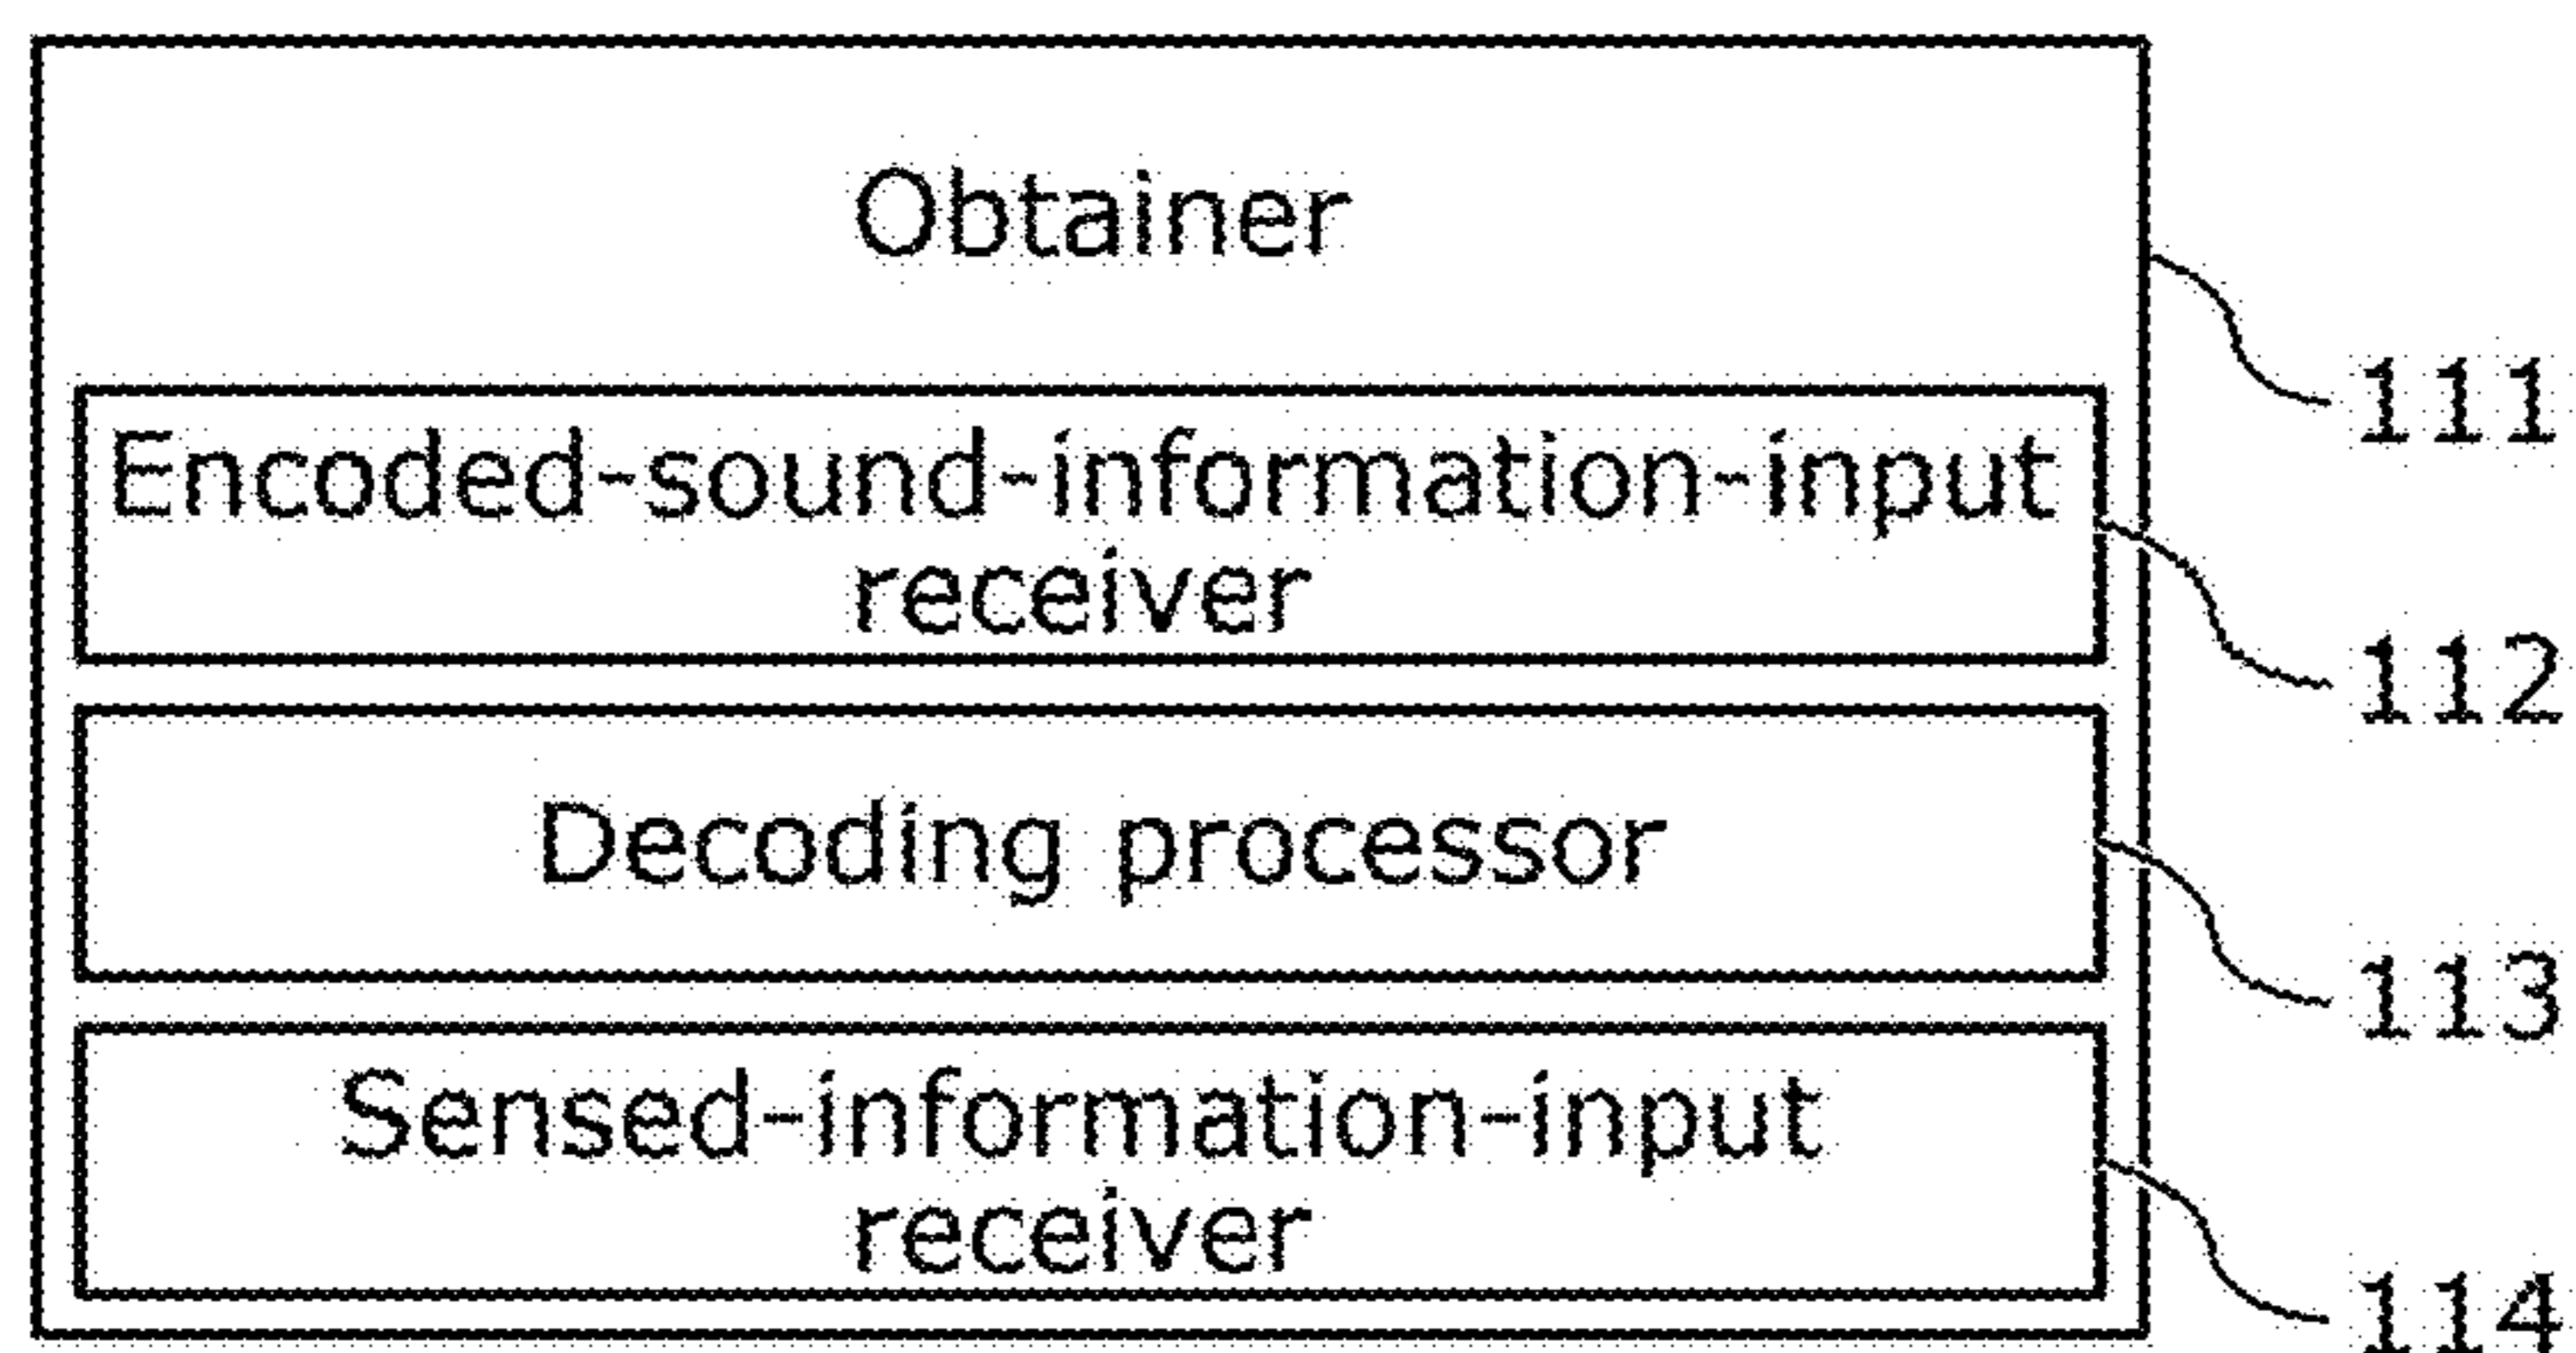 Obtainer
111
Encoded-sound-information-input
receiver
112
Decoding processor
113
Sensed-information-input
receiver
114